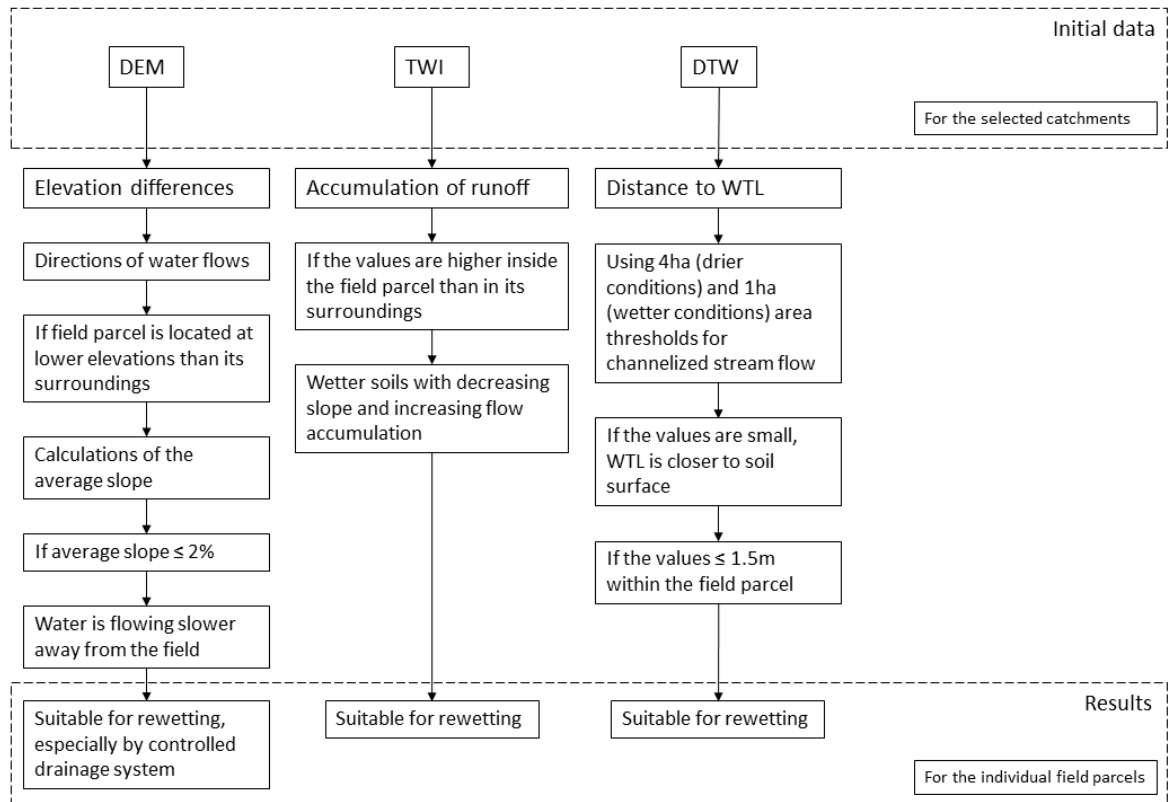 Initial data
DEM
TWI
DTW
For the selected catchments
Elevation differences
Directions of water flows
If field parcel is located at
lower elevations than its
surroundings
Calculations of the
average slope
If average slope ≤ 2%
Water is flowing slower
away from the field
Accumulation of runoff
If the values are higher inside
the field parcel than in its
surroundings
Wetter soils with decreasing
slope and increasing flow
accumulation
Distance to WTL
Using 4ha (drier
conditions) and 1ha
(wetter conditions) area
thresholds for
channelized stream flow
If the values are small,
WTL is closer to soil
surface
If the values ≤ 1.5m
within the field parcel
Results
Suitable for rewetting,
especially by controlled
drainage system
Suitable for rewetting
Suitable for rewetting
For the individual field parcels